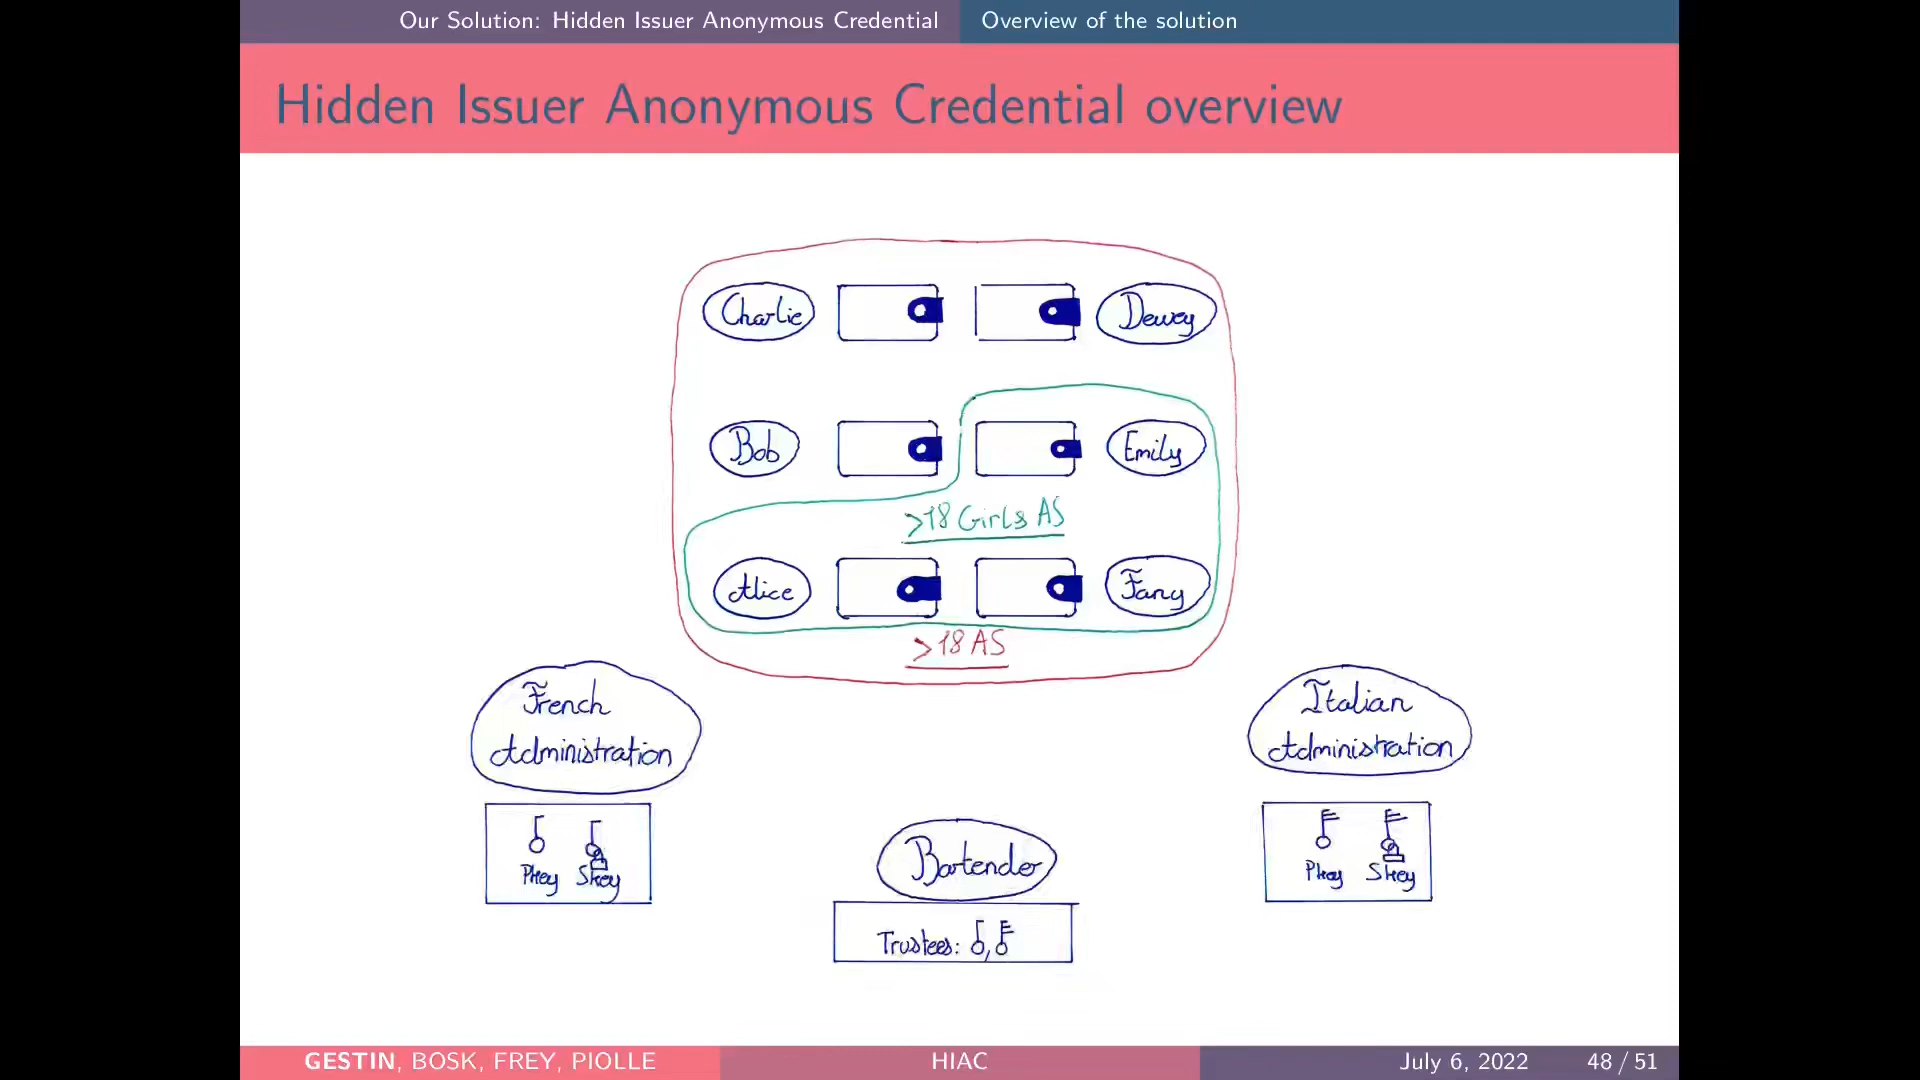 Our Solution: Hidden Issuer Anonymous Credential Overview of the solution
Hidden Issuer Anonymous Credential overview
Charlie Dewey
Bob Emily
>18 Girls AS
Alice Fany
>18 AS
French
Administration
Italian
Administration
Pkey Skey
Pkey Skey
Bartender
Trustees: ,
GESTIN, BOSK, FREY, PIOLLE HIAC July 6, 2022 48 / 51